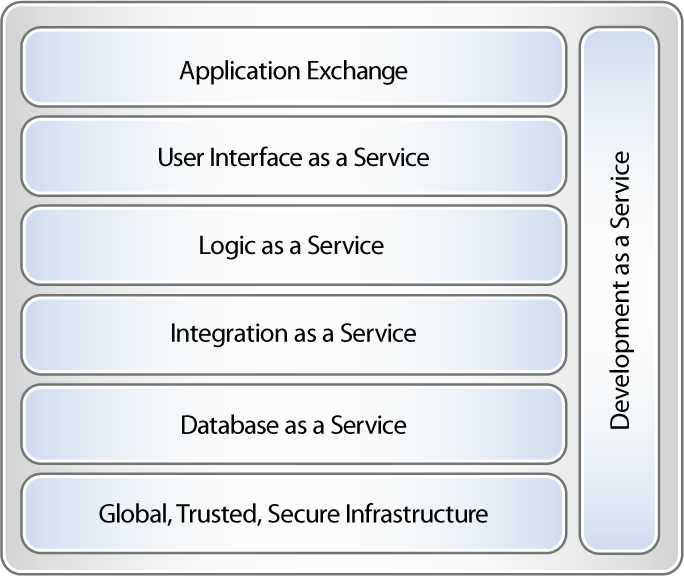 Application Exchange
User Interface as a Service
Logic as a Service
Integration as a Service
Database as a Service
Global, Trusted, Secure Infrastructure
Development as a Service